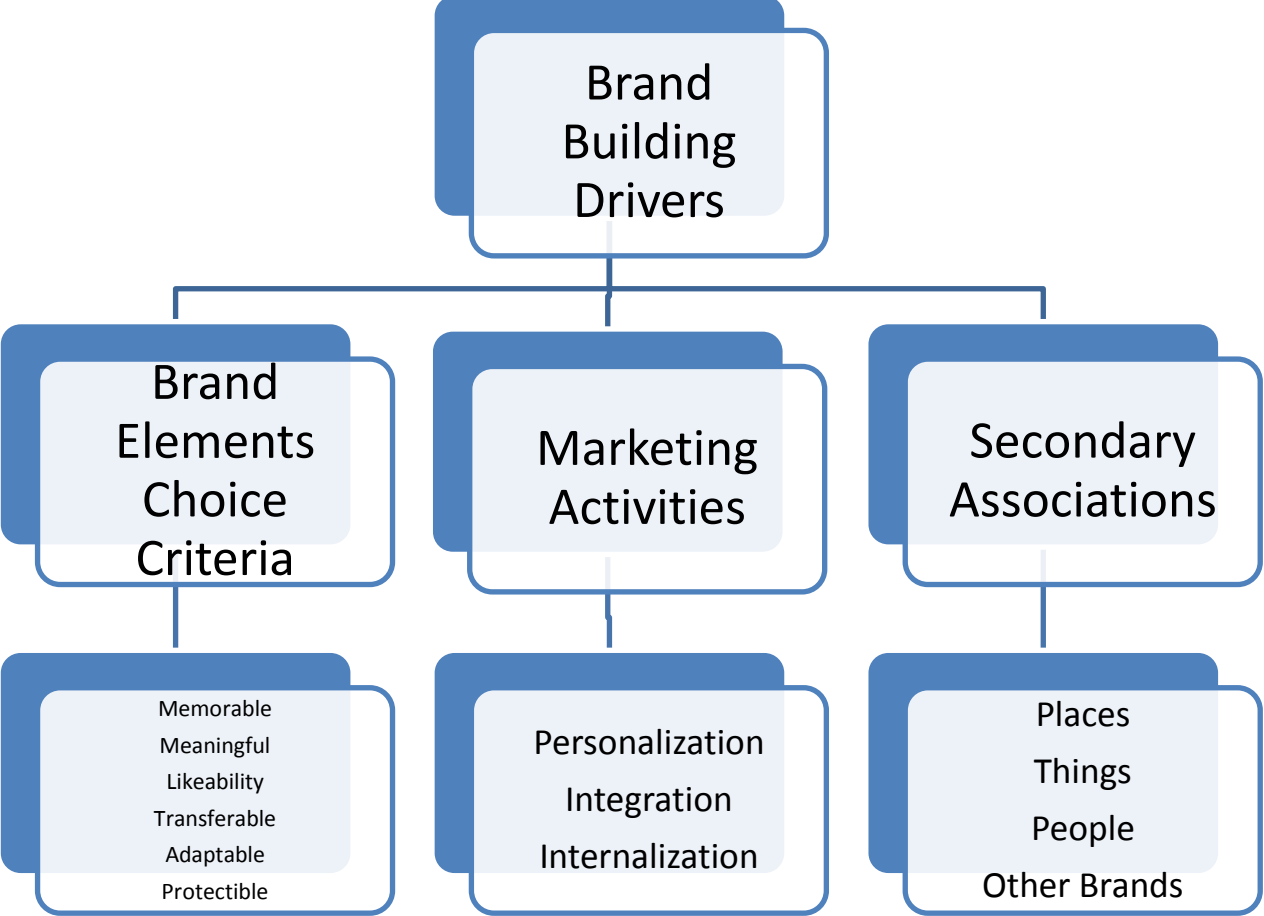 Brand
Building
Drivers
Brand
Elements
Choice
Criteria
Marketing
Activities
Secondary
Associations
Memorable
Meaningful
Likeability
Transferable
Adaptable
Protectible
Personalization
Integration
Internalization
Places
Things
People
Other Brands